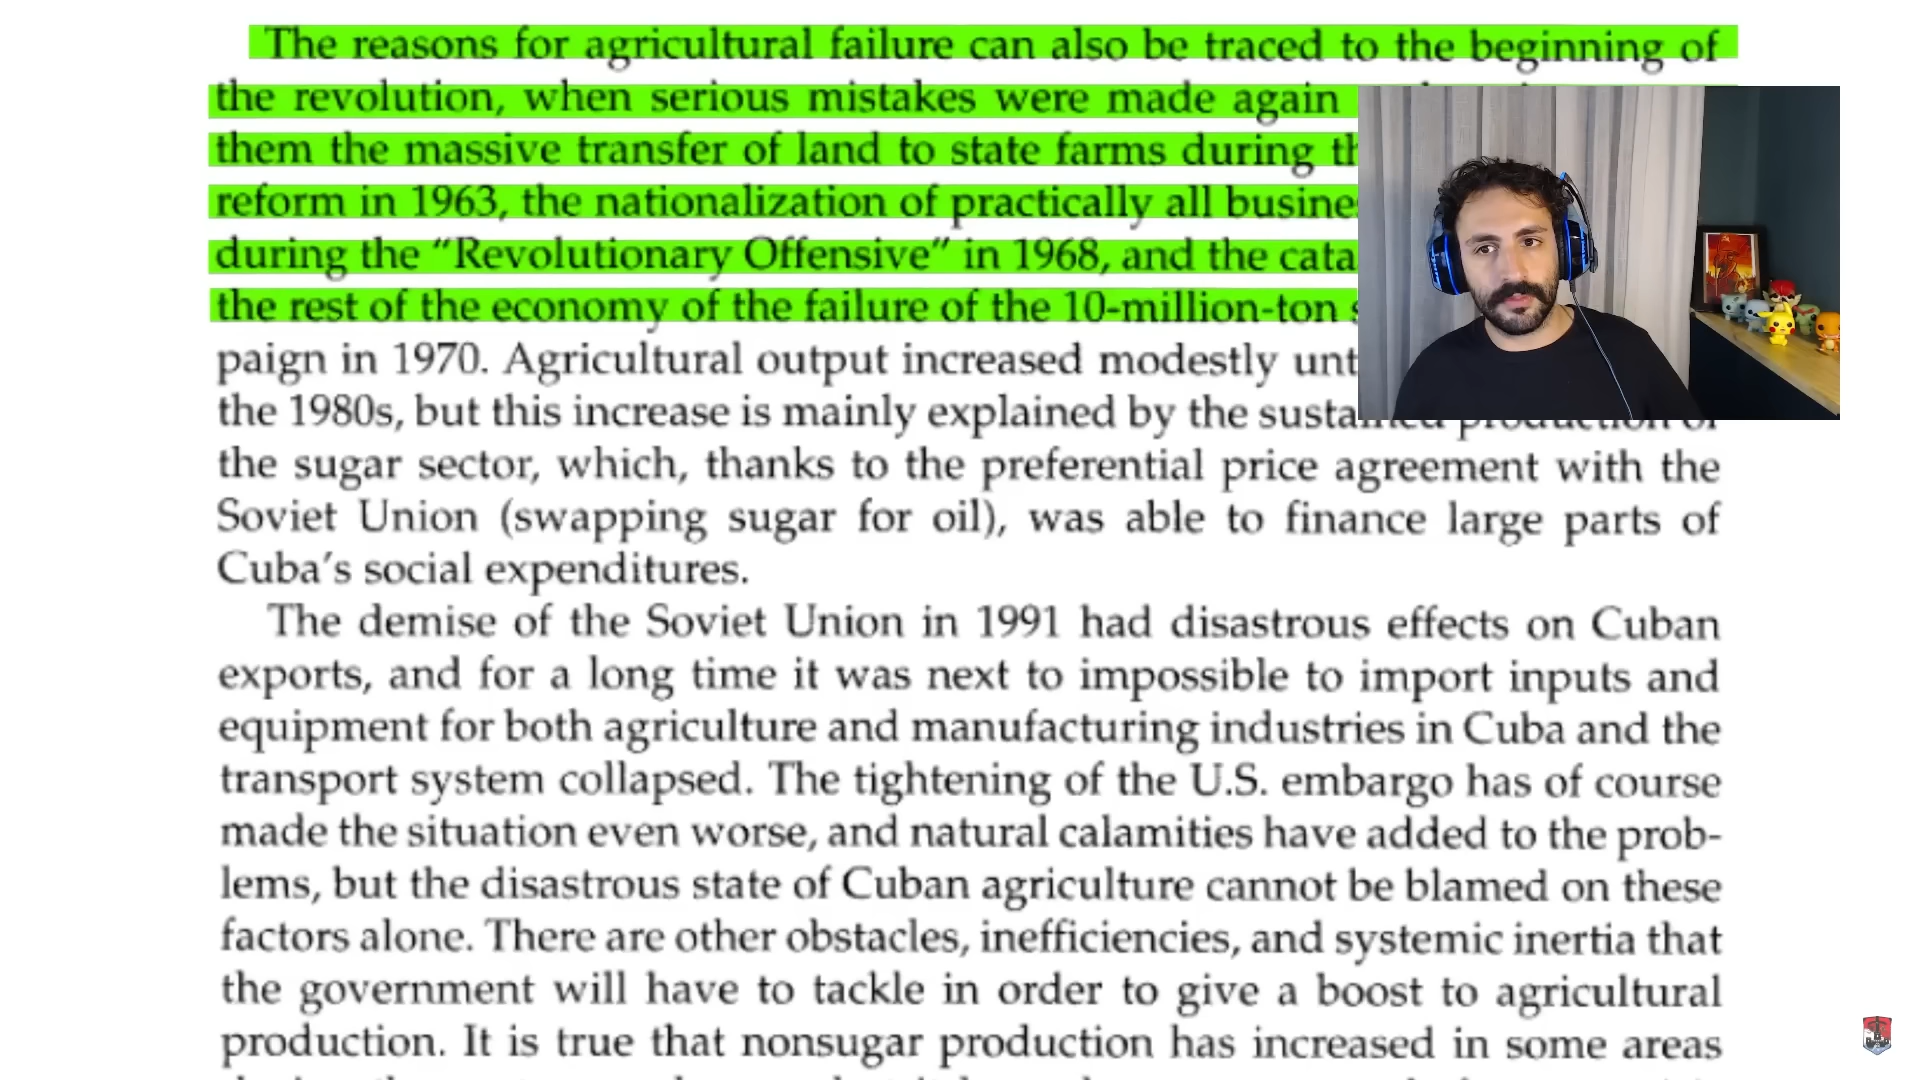 The reasons for agricultural failure can also be traced to the beginning of
the revolution, when serious mistakes were made again
them the massive transfer of land to state farms during
reform in 1963, the nationalization of practically all
during the “Revolutionary Offensive” in 1968, and the
the rest of the economy of the failure of the 10-million-ton
paign in 1970. Agricultural output increased modestly
the 1980s, but this increase is mainly explained by the
the sugar sector, which, thanks to the preferential price agreement with the
Soviet Union (swapping sugar for oil), was able to finance large parts of
Cuba’s social expenditures.
The demise of the Soviet Union in 1991 had disastrous effects on Cuban
exports, and for a long time it was next to impossible to import inputs and
equipment for both agriculture and manufacturing industries in Cuba and the
transport system collapsed. The tightening of the U.S. embargo has of course
made the situation even worse, and natural calamities have added to the prob-
lems, but the disastrous state of Cuban agriculture cannot be blamed on these
factors alone. There are other obstacles, inefficiencies, and systemic inertia that
the government will have to tackle in order to give a boost to agricultural
production. It is true that nonsugar production has increased in some areas